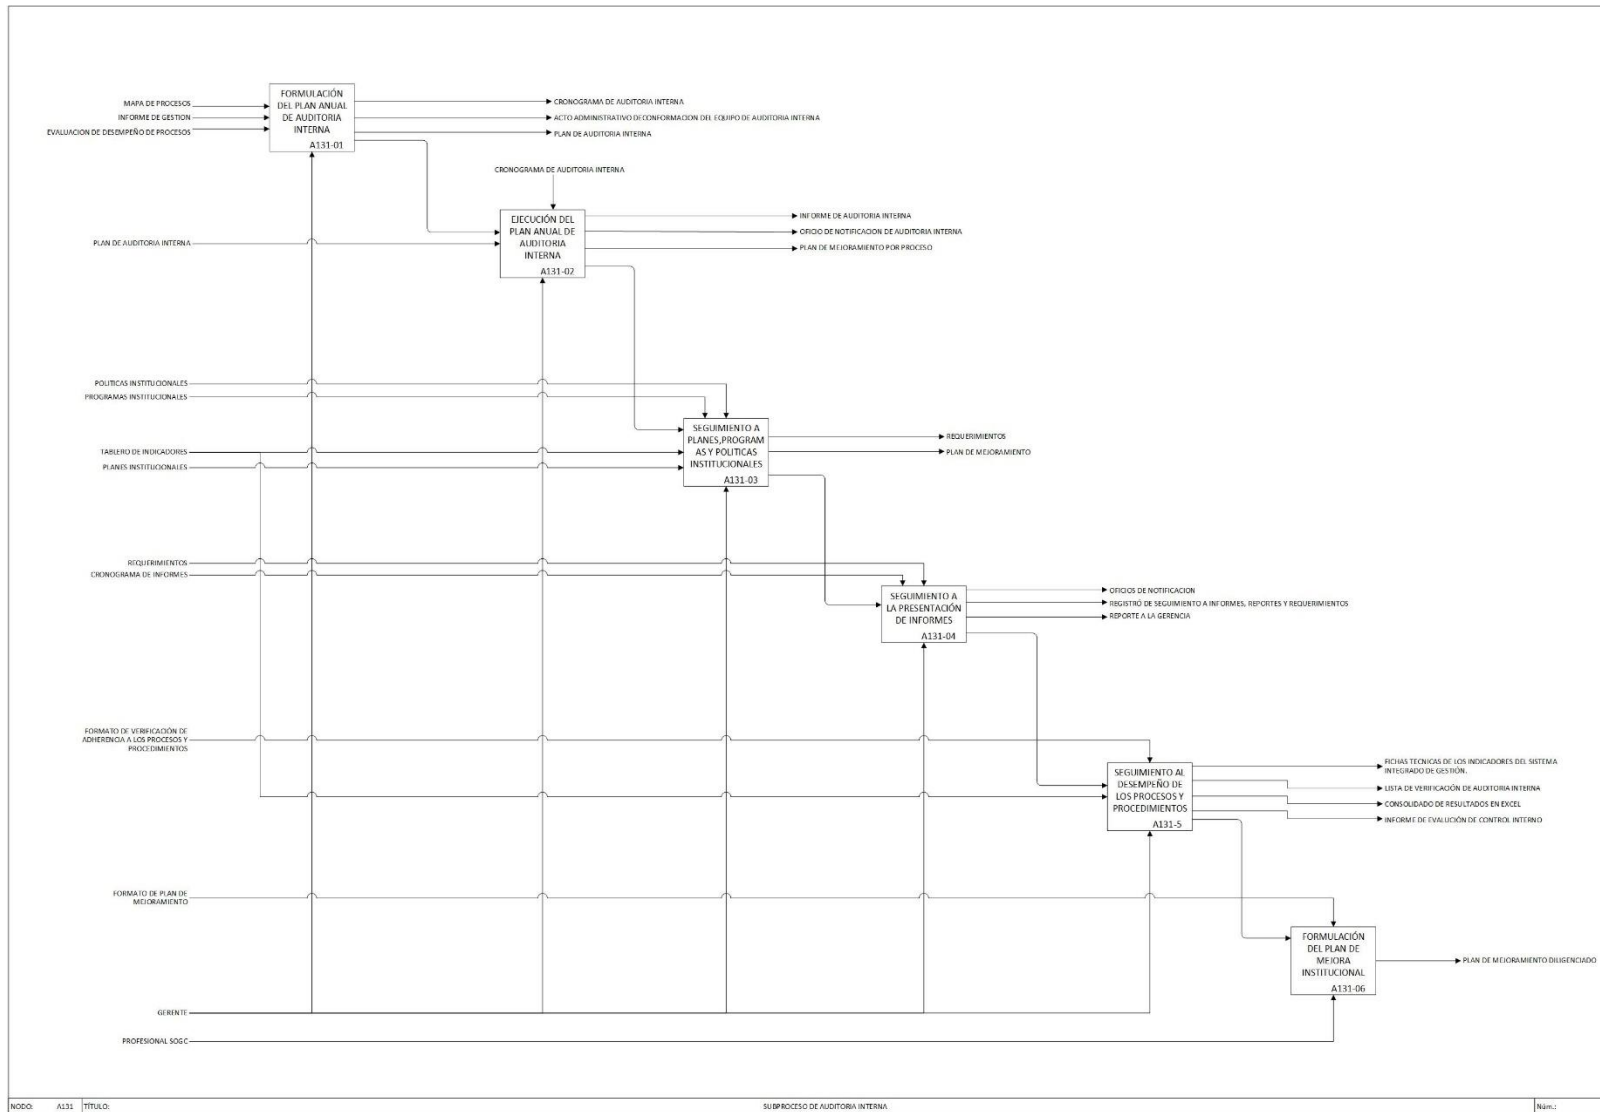 FORMULACIÓN
DEL PLAN ANUAL
DE AUDITORIA
INTERNA
A131-01
MAPA DE PROCESOS
INFORME DE GESTION
EVALUACION DE DESEMPEÑO DE PROCESOS
CRONOGRAMA DE AUDITORIA INTERNA
ACTO ADMINISTRATIVO DECONFORMACION DEL EQUIPO DE AUDITORIA INTERNA
PLAN DE AUDITORIA INTERNA
CRONOGRAMA DE AUDITORIA INTERNA
PLAN DE AUDITORIA INTERNA
EJECUCIÓN DEL
PLAN ANUAL DE
AUDITORIA
INTERNA
A131-02
INFORME DE AUDITORIA INTERNA
OFICIO DE NOTIFICACION DE AUDITORIA INTERNA
PLAN DE MEJORAMIENTO POR PROCESO
POLITICAS INSTITUCIONALES
PROGRAMAS INSTITUCIONALES
TABLERO DE INDICADORES
PLANES INSTITUCIONALES
SEGUIMIENTO A
PLANES,PROGRAM
AS Y POLITICAS
INSTITUCIONALES
A131-03
REQUERIMIENTOS
PLAN DE MEJORAMIENTO
REQUERIMIENTOS
CRONOGRAMA DE INFORMES
SEGUIMIENTO A
LA PRESENTACIÓN
DE INFORMES
A131-04
OFICIOS DE NOTIFICACION
REGISTRÓ DE SEGUIMIENTO A INFORMES, REPORTES Y REQUERIMIENTOS
REPORTE A LA GERENCIA
FORMATO DE VERIFICACIÓN DE
ADHERENCIA A LOS PROCESOS Y
PROCEDIMIENTOS
SEGUIMIENTO AL
DESEMPEÑO DE
LOS PROCESOS Y
PROCEDIMIENTOS
A131-5
FICHAS TECNICAS DE LOS INDICADORES DEL SISTEMA
INTEGRADO DE GESTIÓN.
LISTA DE VERIFICACIÓN DE AUDITORIA INTERNA
CONSOLIDADO DE RESULTADOS EN EXCEL
INFORME DE EVALUCIÓN DE CONTROL INTERNO
FORMATO DE PLAN DE
MEJORAMIENTO
FORMULACIÓN
DEL PLAN DE
MEJORA
INSTITUCIONAL
A131-06
PLAN DE MEJORAMIENTO DILIGENCIADO
GERENTE
PROFESIONAL SOGC
NODO: A131 TÍTULO: SUBPROCESO DE AUDITORIA INTERNA Núm.: